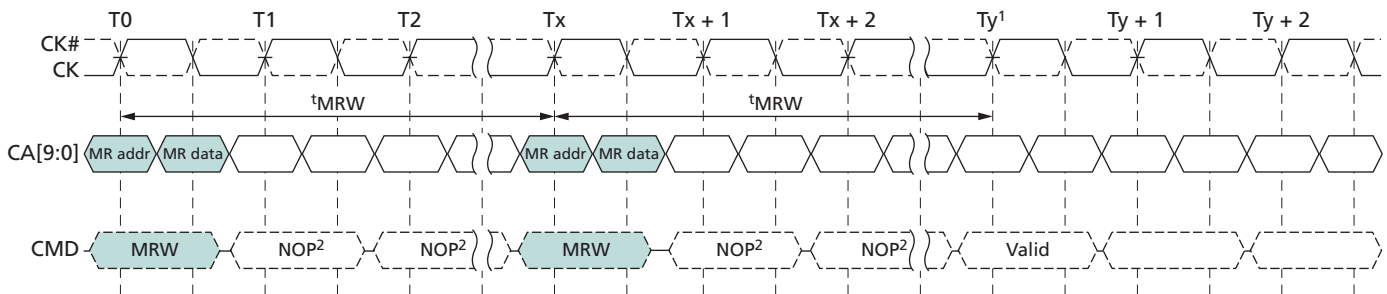 T0 T1 T2 Tx Tx + 1 Tx + 2 Ty¹ Ty + 1 Ty + 2
CK#
CK
ᵗMRW ᵗMRW
CA[9:0] MR addr MR data MR addr MR data
CMD MRW NOP² NOP² MRW NOP² NOP² Valid